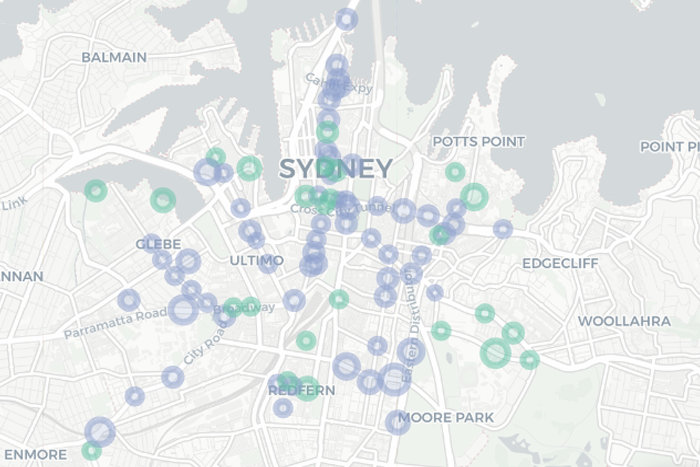 BALMAIN
Cahill Expy
POTTS POINT
POINT PI
SYDNEY
Link
Cross City Tunnel
GLEBE
ULTIMO
EDGECLIFF
NNAN
Broadway
Parramatta Road
WOOLLAHRA
City Road
Eastern Distributor
REDFERN
MOORE PARK
ENMORE